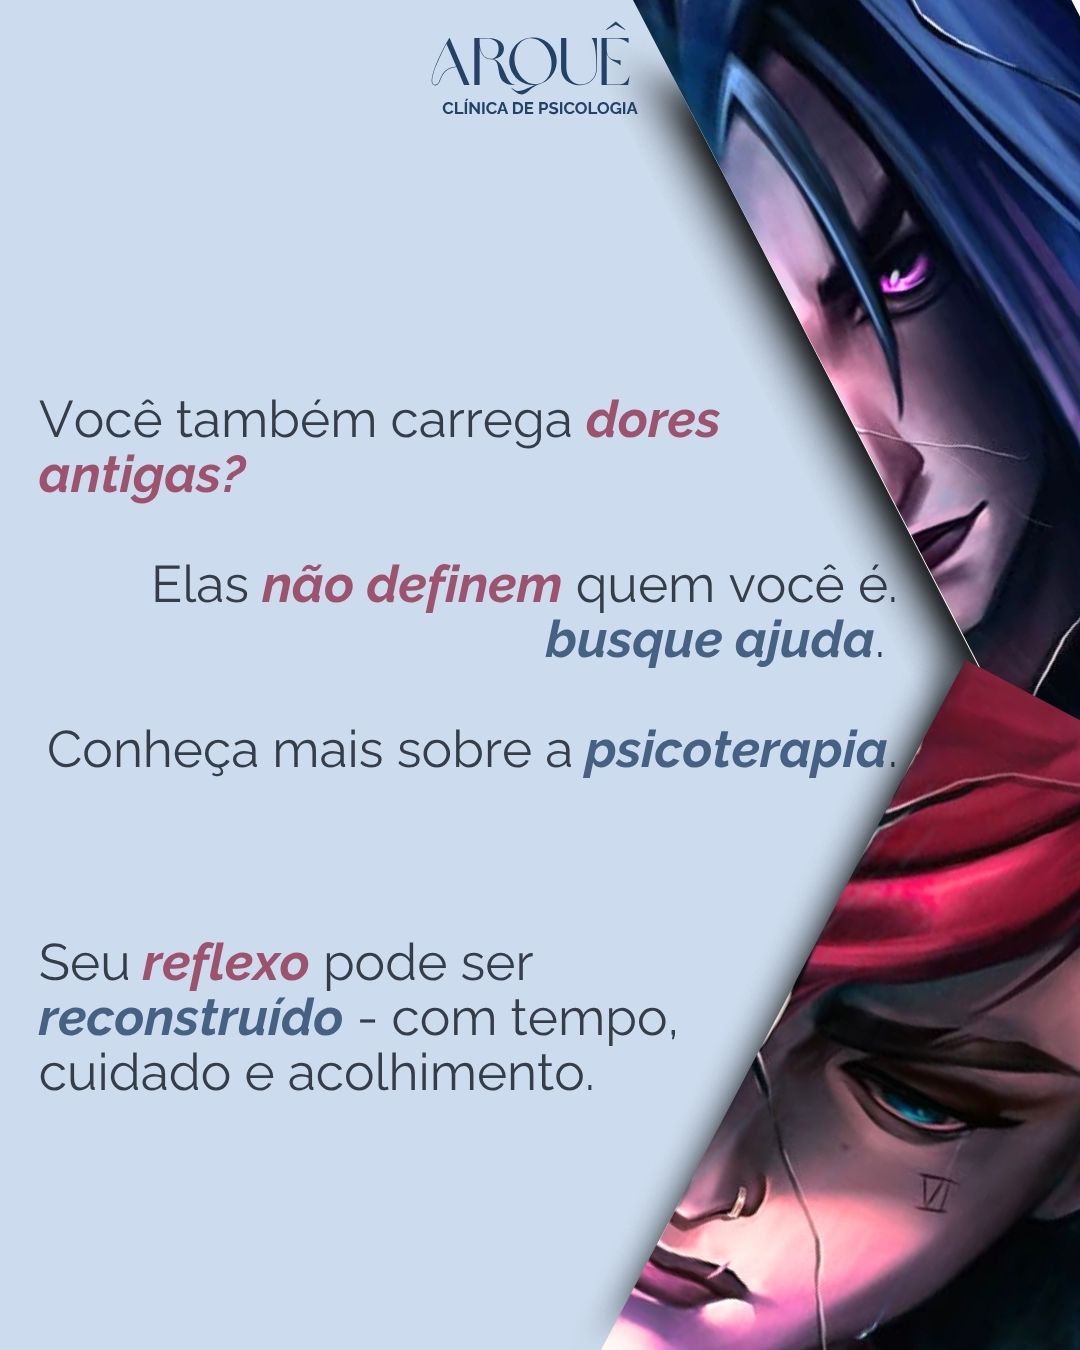 ARQUÊ
CLÍNICA DE PSICOLOGIA
Você também carrega dores
antigas?
Elas não definem quem você é.
busque ajuda.
Conheça mais sobre a psicoterapia.
Seu reflexo pode ser
reconstruído - com tempo,
cuidado e acolhimento.
VI